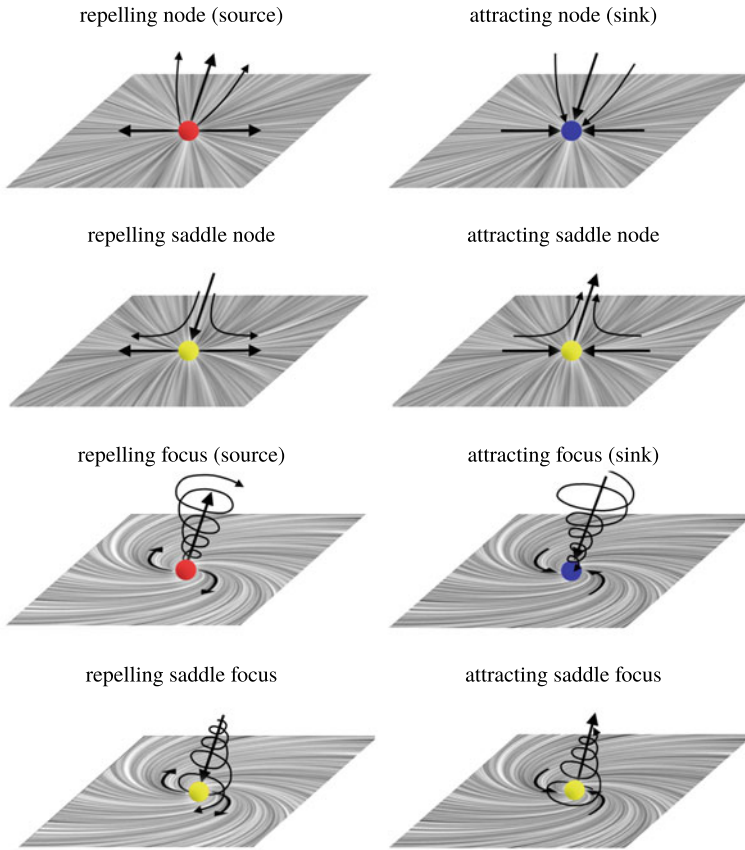 repelling node (source)
attracting node (sink)
repelling saddle node
attracting saddle node
repelling focus (source)
attracting focus (sink)
repelling saddle focus
attracting saddle focus